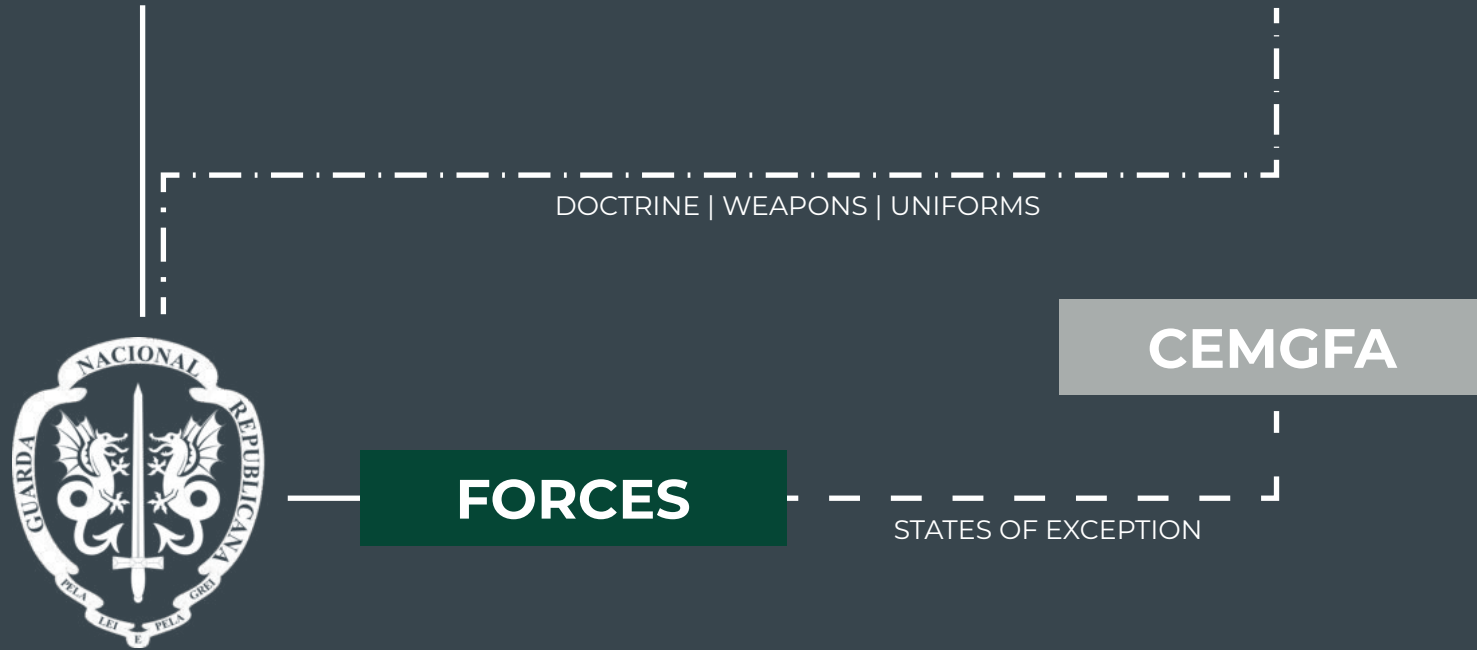 DOCTRINE | WEAPONS | UNIFORMS
CEMGFA
GUARDA NACIONAL REPUBLICANA
PELA LEI E PELA GREI
FORCES
STATES OF EXCEPTION